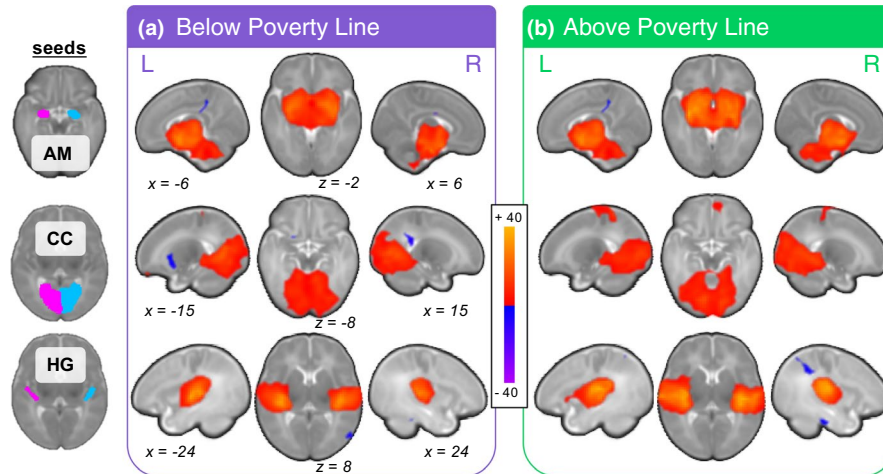 (a) Below Poverty Line
(b) Above Poverty Line
seeds
L
R
L
R
AM
x = -6
z = -2
x = 6
CC
+ 40
x = -15
z = -8
x = 15
HG
- 40
x = -24
z = 8
x = 24